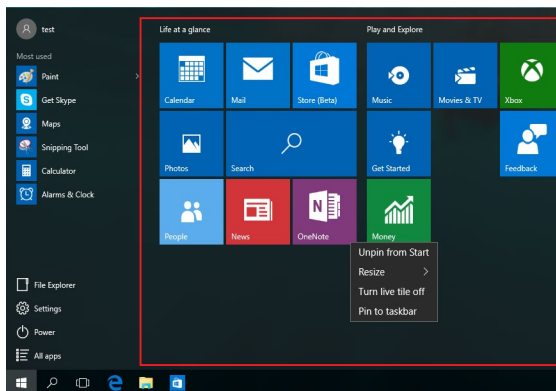 test
Most used
Paint
Get Skype
Maps
Snipping Tool
Calculator
Alarms & Clock
File Explorer
Settings
Power
All apps
Life at a glance
Calendar
Mail
Store (Beta)
Photos
Search
People
News
OneNote
Play and Explore
Music
Movies & TV
Xbox
Get Started
Feedback
Money
Unpin from Start
Resize
Turn live tile off
Pin to taskbar